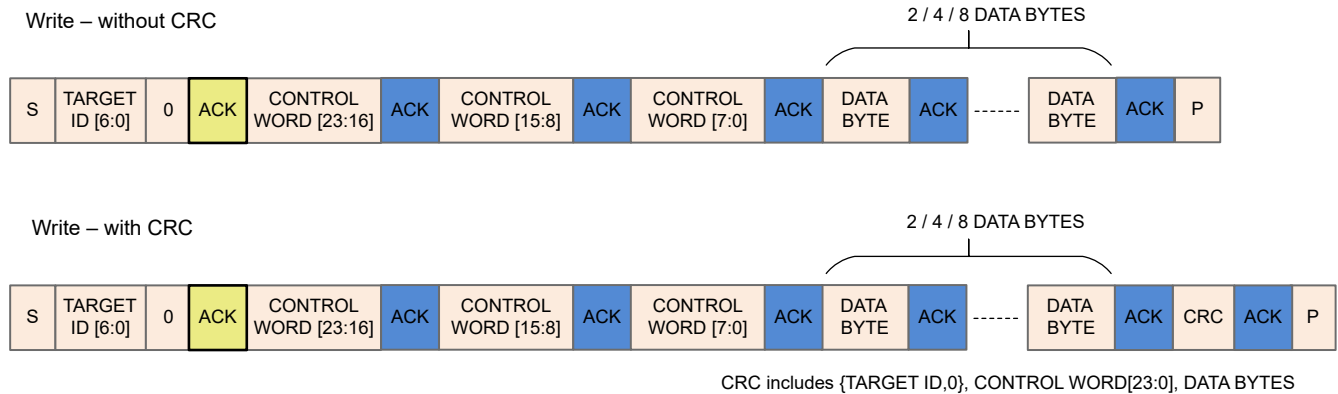 Write – without CRC
2 / 4 / 8 DATA BYTES
S TARGET ID [6:0] 0 ACK CONTROL WORD [23:16] ACK CONTROL WORD [15:8] ACK CONTROL WORD [7:0] ACK DATA BYTE ACK ------ DATA BYTE ACK P
Write – with CRC
2 / 4 / 8 DATA BYTES
S TARGET ID [6:0] 0 ACK CONTROL WORD [23:16] ACK CONTROL WORD [15:8] ACK CONTROL WORD [7:0] ACK DATA BYTE ACK ------ DATA BYTE ACK CRC ACK P
CRC includes {TARGET ID,0}, CONTROL WORD[23:0], DATA BYTES